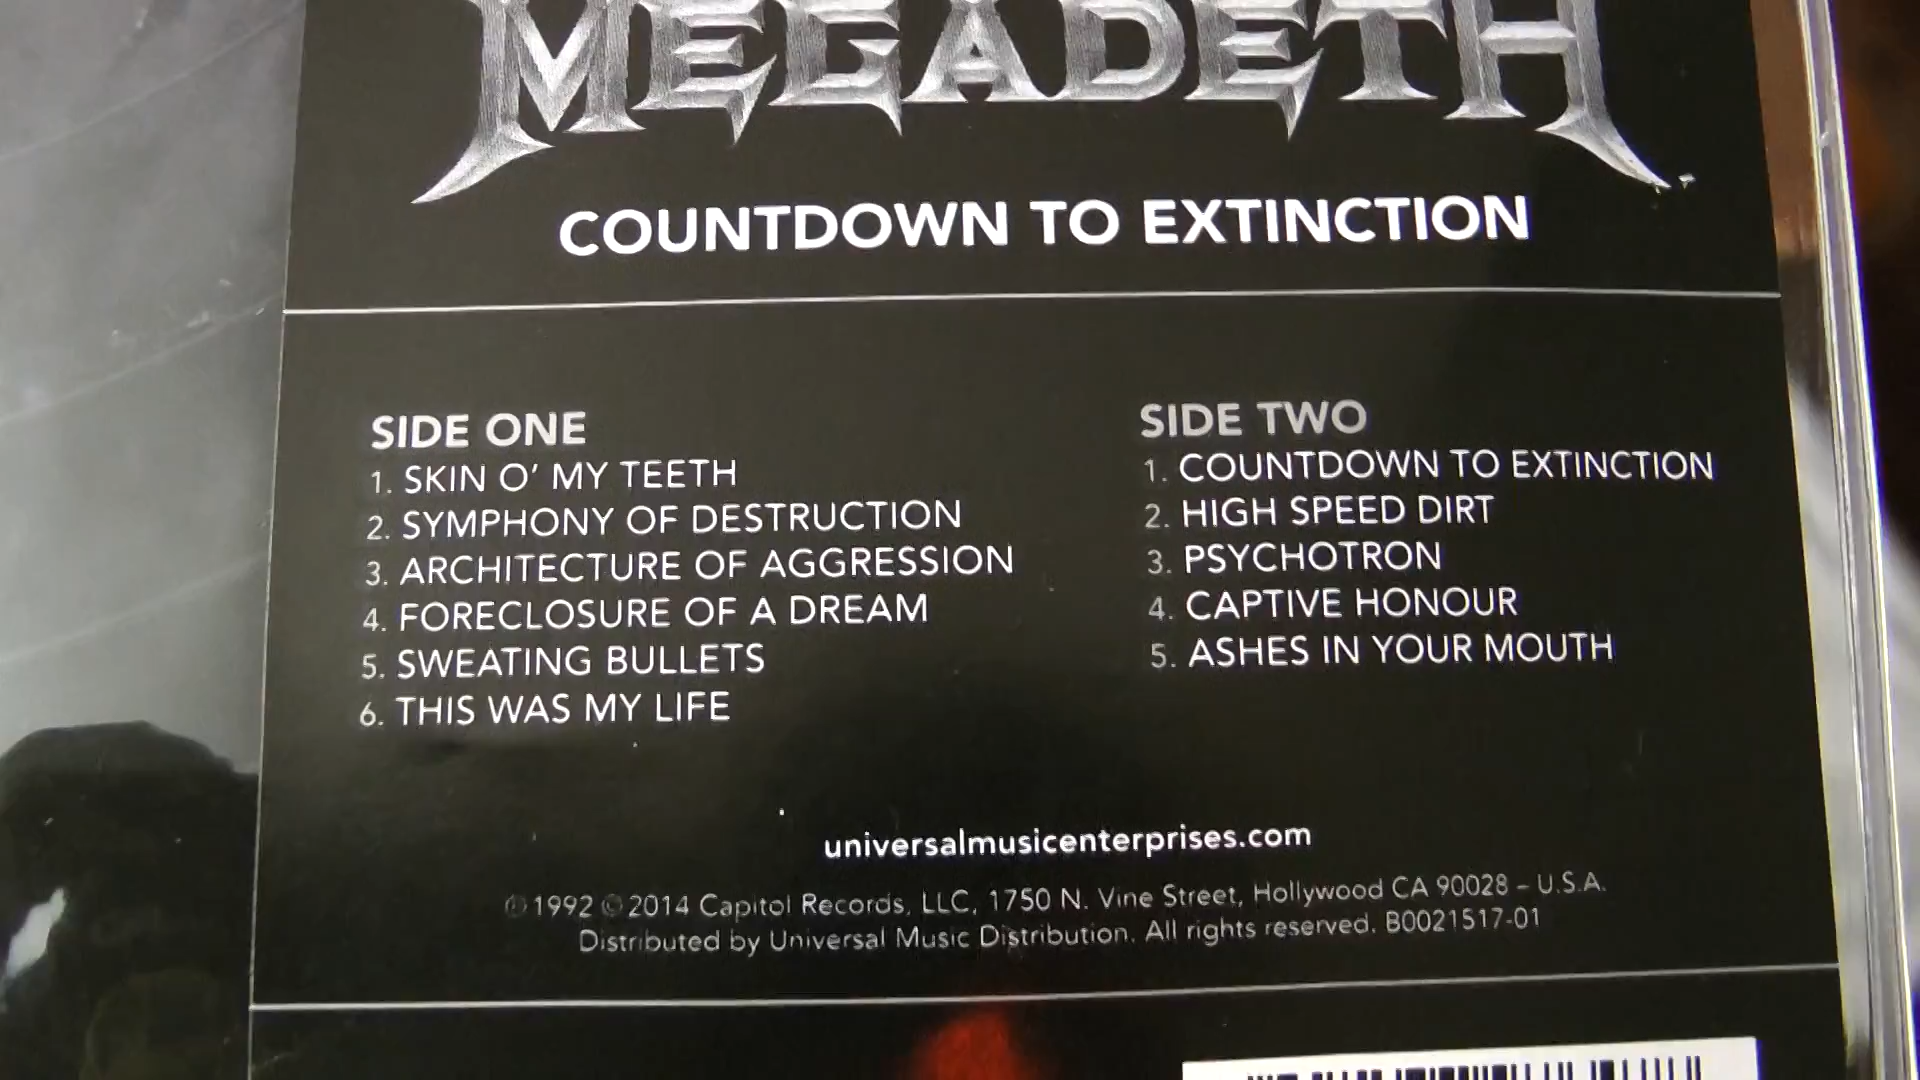 MEGADETH
COUNTDOWN TO EXTINCTION
SIDE ONE
1. SKIN O' MY TEETH
2. SYMPHONY OF DESTRUCTION
3. ARCHITECTURE OF AGGRESSION
4. FORECLOSURE OF A DREAM
5. SWEATING BULLETS
6. THIS WAS MY LIFE
SIDE TWO
1. COUNTDOWN TO EXTINCTION
2. HIGH SPEED DIRT
3. PSYCHOTRON
4. CAPTIVE HONOUR
5. ASHES IN YOUR MOUTH
universalmusicenterprises.com
℗ 1992 © 2014 Capitol Records, LLC, 1750 N. Vine Street, Hollywood CA 90028 – U.S.A.
Distributed by Universal Music Distribution. All rights reserved. B0021517-01